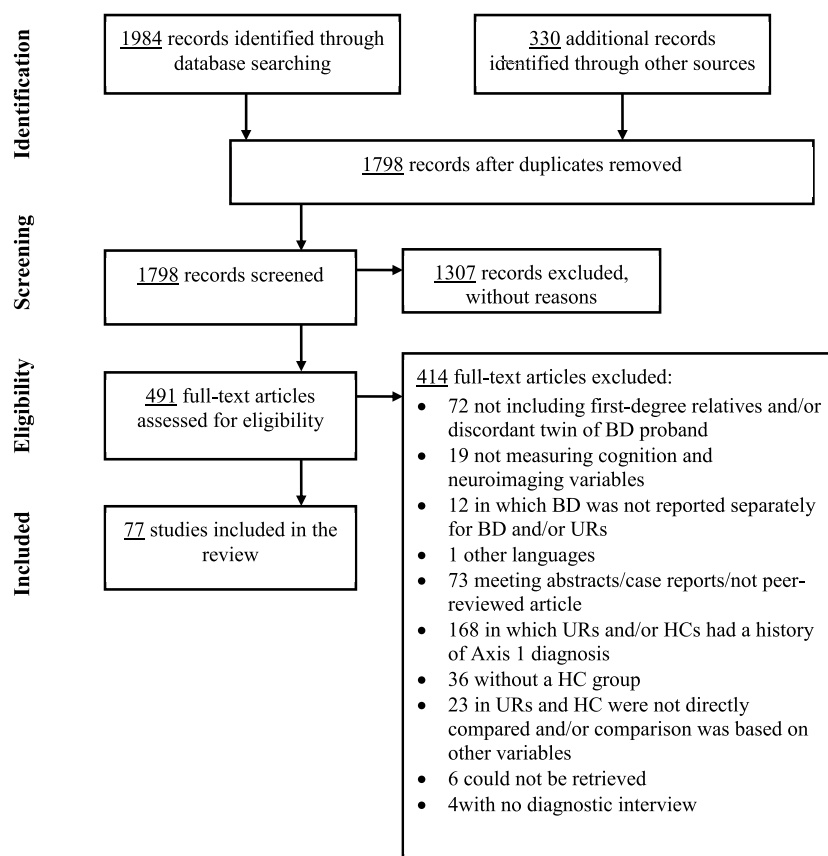 Identification
1984 records identified through
database searching
330 additional records
identified through other sources
1798 records after duplicates removed
Screening
1798 records screened
1307 records excluded,
without reasons
Eligibility
491 full-text articles
assessed for eligibility
414 full-text articles excluded:
• 72 not including first-degree relatives and/or
discordant twin of BD proband
• 19 not measuring cognition and
neuroimaging variables
• 12 in which BD was not reported separately
for BD and/or URs
• 1 other languages
• 73 meeting abstracts/case reports/not peer-
reviewed article
• 168 in which URs and/or HCs had a history
of Axis 1 diagnosis
• 36 without a HC group
• 23 in URs and HC were not directly
compared and/or comparison was based on
other variables
• 6 could not be retrieved
• 4with no diagnostic interview
Included
77 studies included in the
review